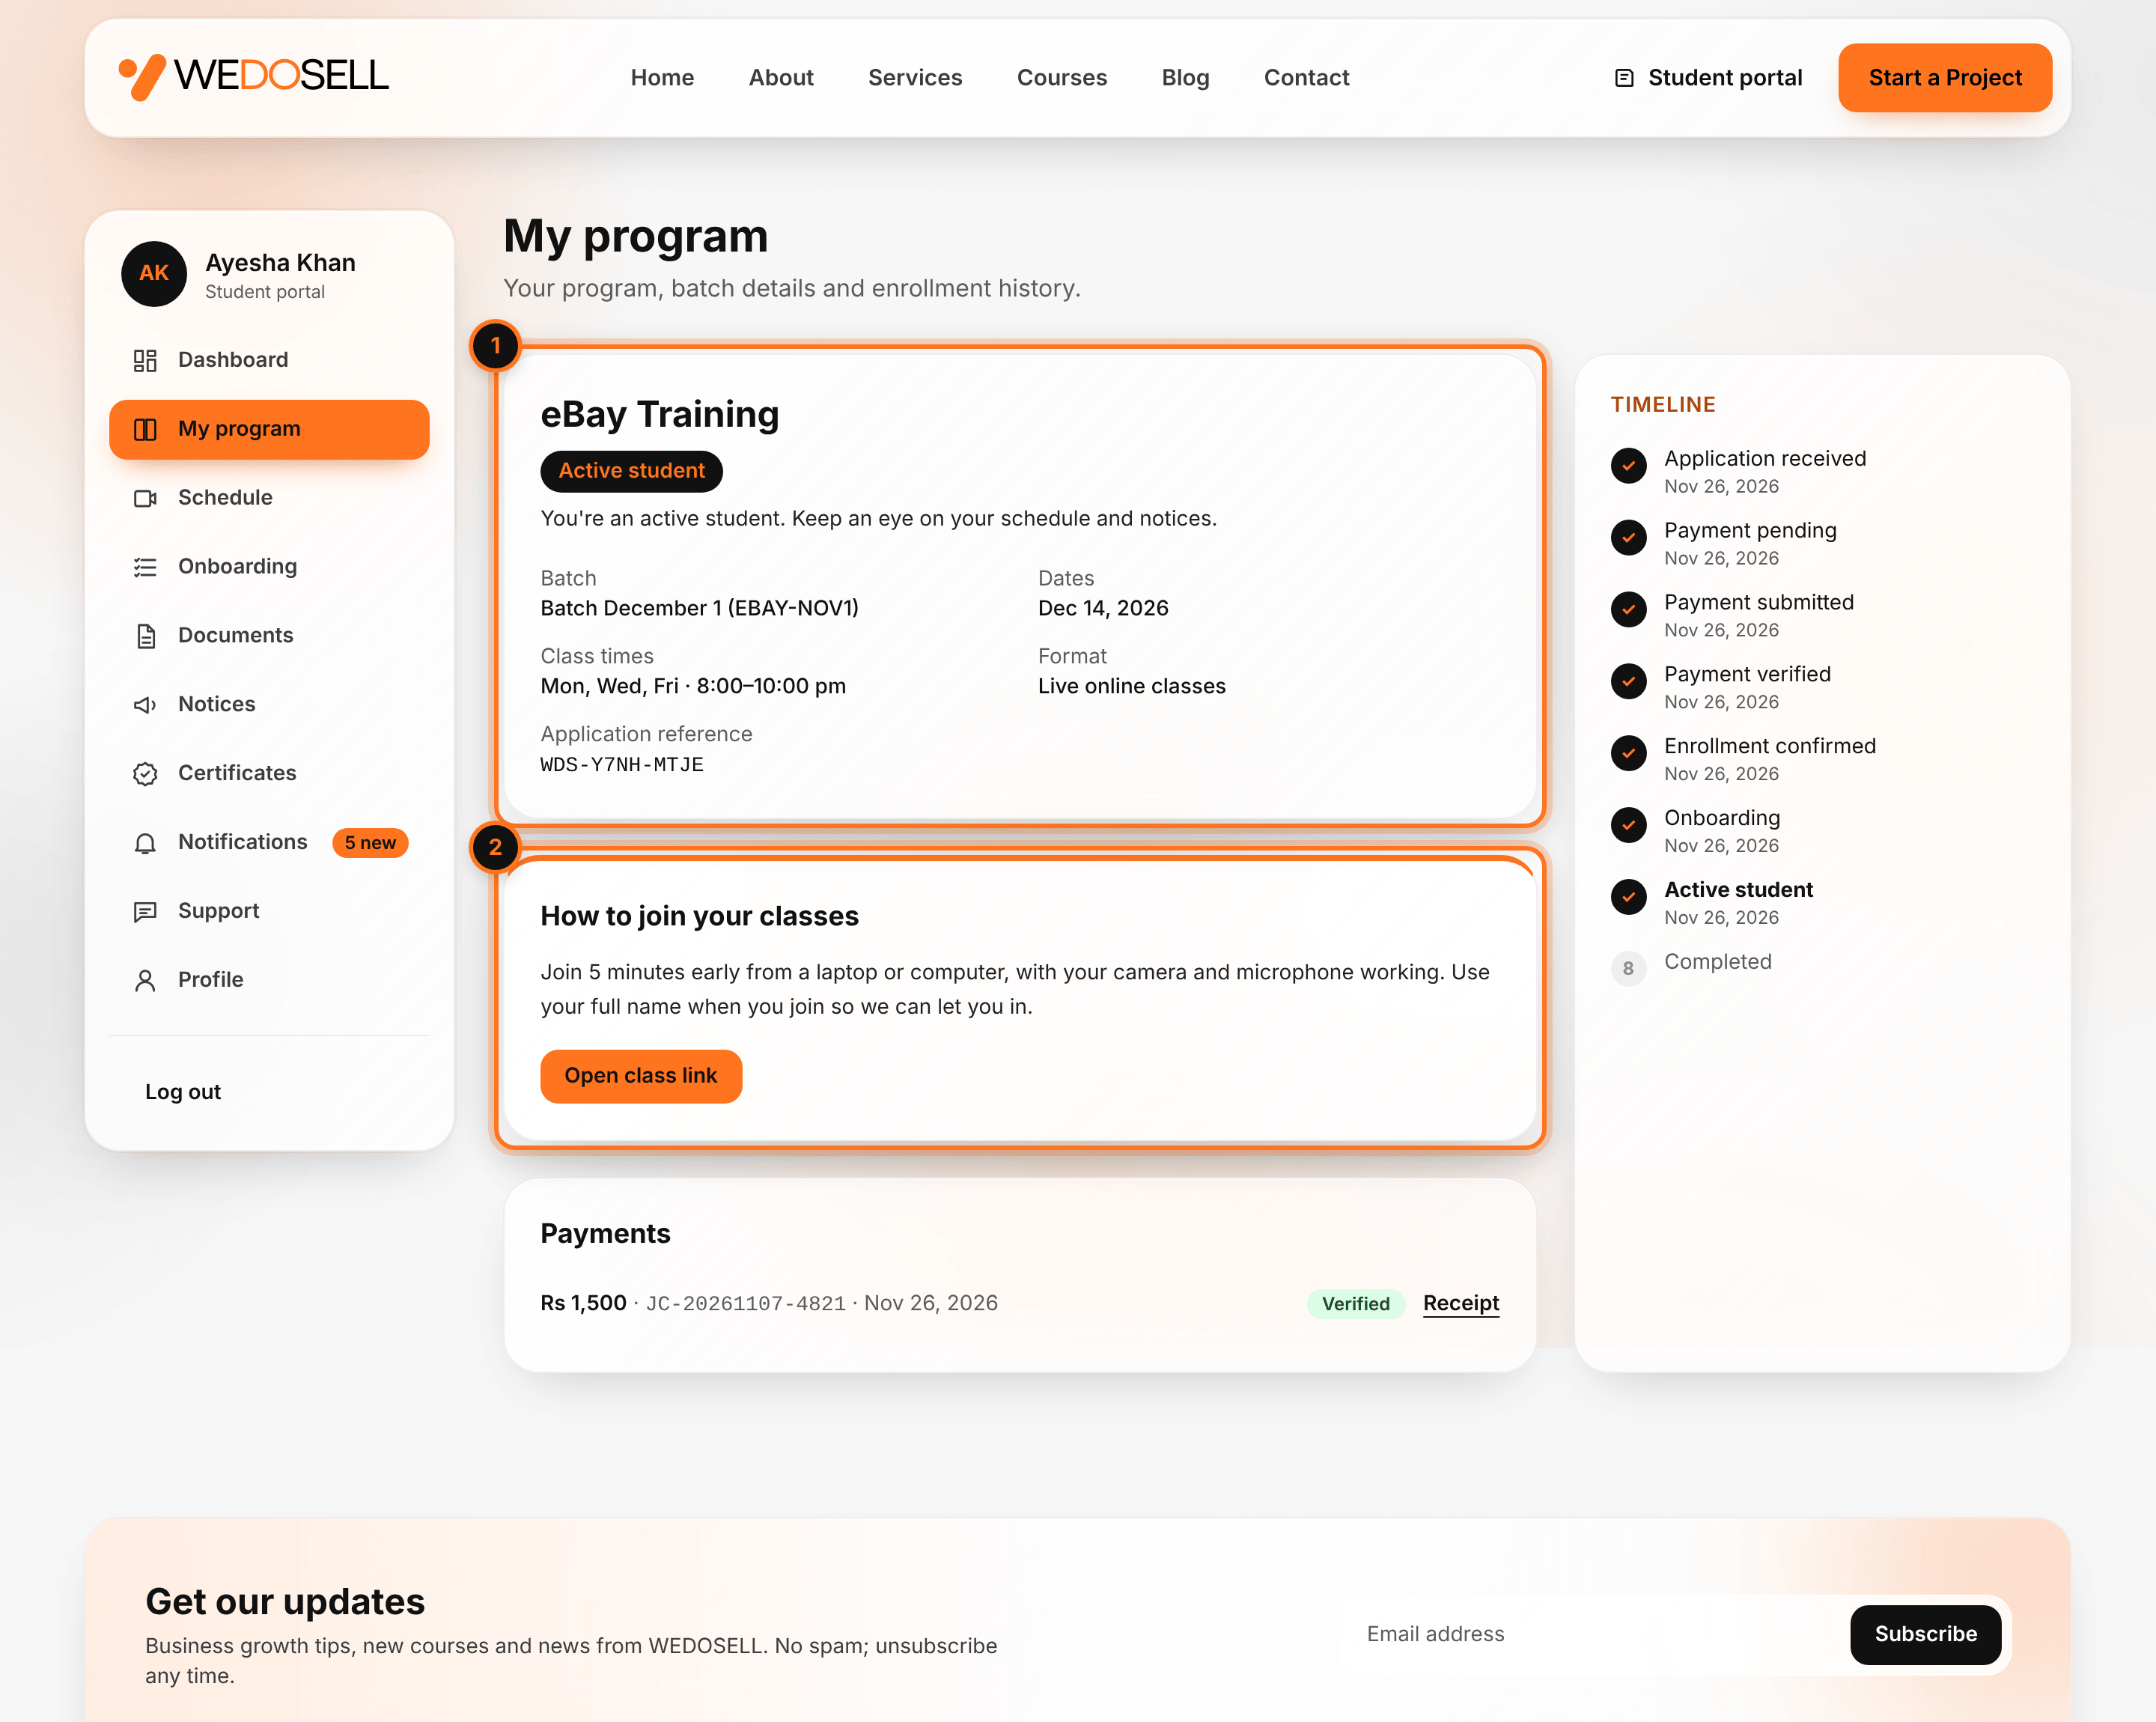 WEDOSELL
Home
About
Services
Courses
Blog
Contact
Student portal
Start a Project
AK
Ayesha Khan
Student portal
Dashboard
My program
Schedule
Onboarding
Documents
Notices
Certificates
Notifications 5 new
Support
Profile
Log out
My program
Your program, batch details and enrollment history.
1
eBay Training
Active student
You're an active student. Keep an eye on your schedule and notices.
Batch
Batch December 1 (EBAY-NOV1)
Dates
Dec 14, 2026
Class times
Mon, Wed, Fri · 8:00–10:00 pm
Format
Live online classes
Application reference
WDS-Y7NH-MTJE
2
How to join your classes
Join 5 minutes early from a laptop or computer, with your camera and microphone working. Use
your full name when you join so we can let you in.
Open class link
Payments
Rs 1,500 · JC-20261107-4821 · Nov 26, 2026
Verified
Receipt
TIMELINE
Application received
Nov 26, 2026
Payment pending
Nov 26, 2026
Payment submitted
Nov 26, 2026
Payment verified
Nov 26, 2026
Enrollment confirmed
Nov 26, 2026
Onboarding
Nov 26, 2026
Active student
Nov 26, 2026
8 Completed
Get our updates
Business growth tips, new courses and news from WEDOSELL. No spam; unsubscribe
any time.
Email address
Subscribe